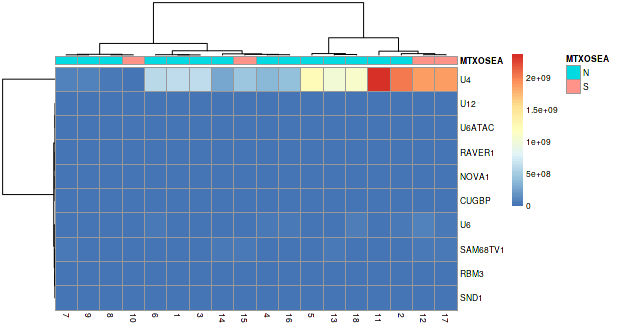 MTXOSEA
U4
U12
U6ATAC
RAVER1
NOVA1
CUGBP
U6
SAM68TV1
RBM3
SND1
7 9 8 10 6 1 3 14 15 4 16 5 13 18 11 2 12 17
2e+09
1.5e+09
1e+09
5e+08
0
MTXOSEA
N
S